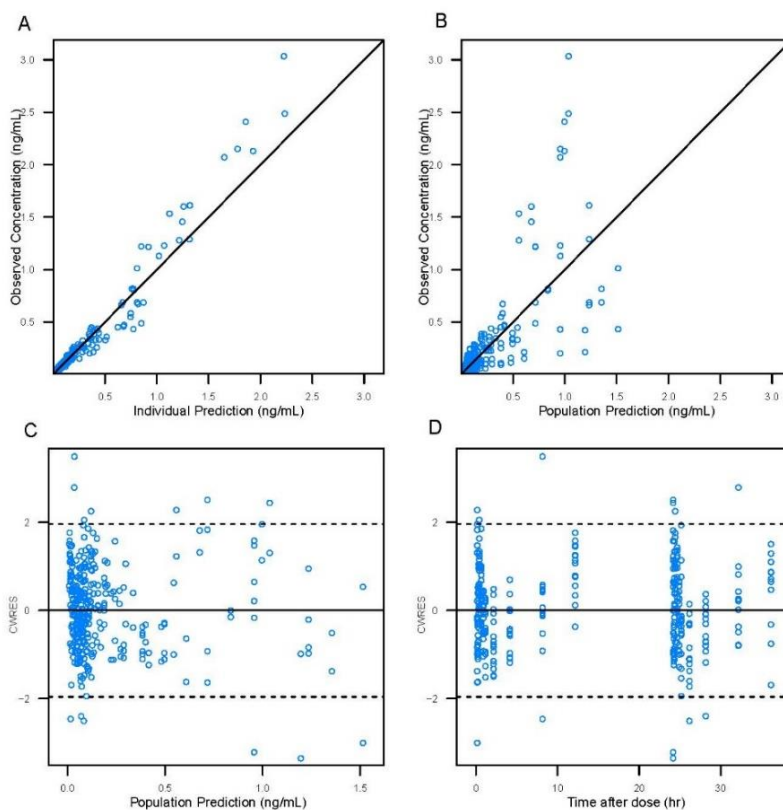 A
B
Observed Concentration (ng/mL)
3.0
2.5
2.0
1.5
1.0
0.5
0.5 1.0 1.5 2.0 2.5 3.0
Individual Prediction (ng/mL)
Observed Concentration (ng/mL)
3.0
2.5
2.0
1.5
1.0
0.5
0.5 1.0 1.5 2.0 2.5 3.0
Population Prediction (ng/mL)
C
D
CWRES
2
0
−2
0.0 0.5 1.0 1.5
Population Prediction (ng/mL)
CWRES
2
0
−2
0 10 20 30
Time after dose (hr)